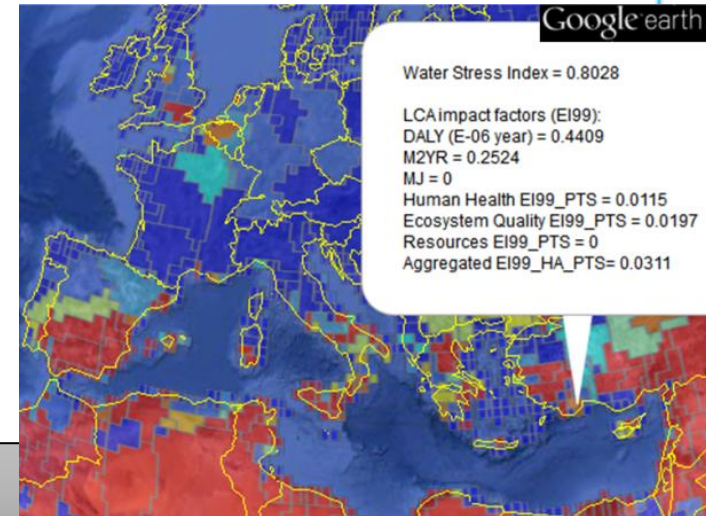 Google earth
Water Stress Index = 0.8028
LCA impact factors (EI99):
DALY (E-06 year) = 0.4409
M2YR = 0.2524
MJ = 0
Human Health EI99_PTS = 0.0115
Ecosystem Quality EI99_PTS = 0.0197
Resources EI99_PTS = 0
Aggregated EI99_HA_PTS= 0.0311